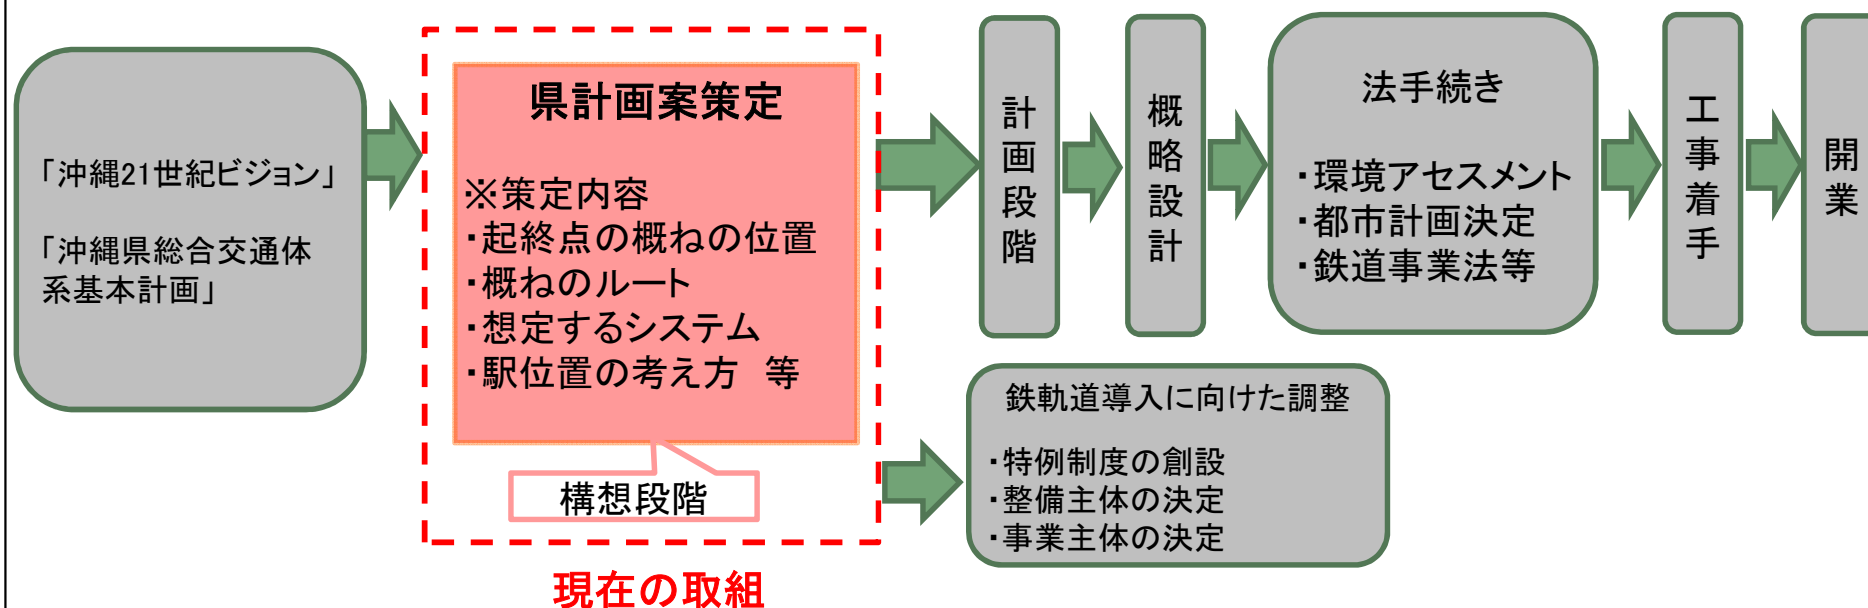 「沖縄21世紀ビジョン」
「沖縄県総合交通体
系基本計画」
県計画案策定
※策定内容
・起終点の概ねの位置
・概ねのルート
・想定するシステム
・駅位置の考え方　等
構想段階
現在の取組
計画段階
概略設計
法手続き
・環境アセスメント
・都市計画決定
・鉄道事業法等
工事着手
開業
鉄軌道導入に向けた調整
・特例制度の創設
・整備主体の決定
・事業主体の決定